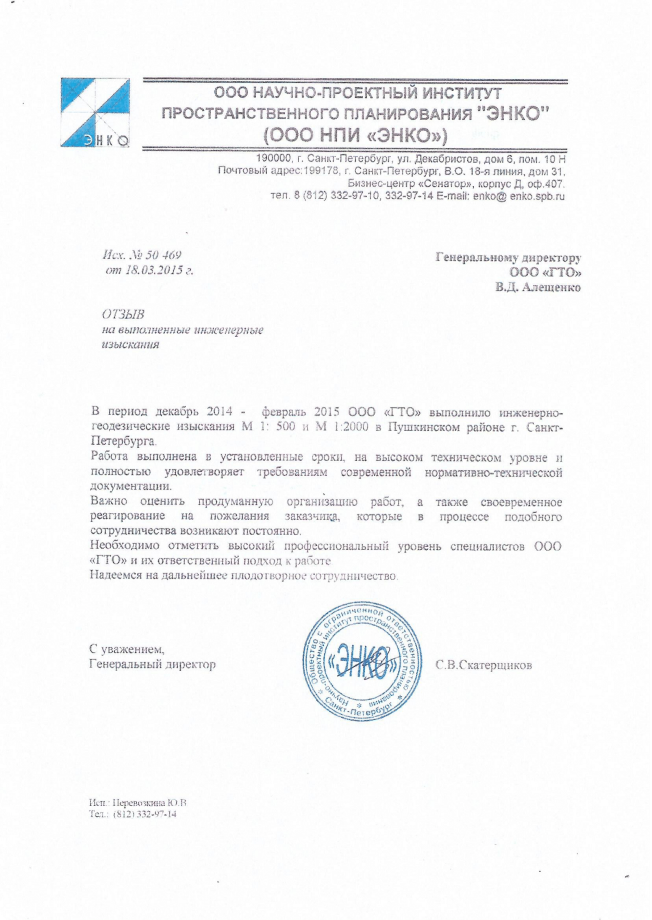 ЭНКО
ООО НАУЧНО-ПРОЕКТНЫЙ ИНСТИТУТ
ПРОСТРАНСТВЕННОГО ПЛАНИРОВАНИЯ "ЭНКО"
(ООО НПИ «ЭНКО»)
190000, г. Санкт-Петербург, ул. Декабристов, дом 6, пом. 10 Н
Почтовый адрес:199178, г. Санкт-Петербург, В.О. 18-я линия, дом 31,
Бизнес-центр «Сенатор», корпус Д, оф.407.
тел. 8 (812) 332-97-10, 332-97-14 E-mail: enko@ enko.spb.ru
Исх. № 50 469
от 18.03.2015 г.
Генеральному директору
ООО «ГТО»
В.Д. Алещенко
ОТЗЫВ
на выполненные инженерные
изыскания
В период декабрь 2014 - февраль 2015 ООО «ГТО» выполнило инженерно-
геодезические изыскания М 1: 500 и М 1:2000 в Пушкинском районе г. Санкт-
Петербурга.
Работа выполнена в установленные сроки, на высоком техническом уровне и
полностью удовлетворяет требованиям современной нормативно-технической
документации.
Важно оценить продуманную организацию работ, а также своевременное
реагирование на пожелания заказчика, которые в процессе подобного
сотрудничества возникают постоянно.
Необходимо отметить высокий профессиональный уровень специалистов ООО
«ГТО» и их ответственный подход к работе
Надеемся на дальнейшее плодотворное сотрудничество.
С уважением,
Генеральный директор
Общество с ограниченной ответственностью
Научно-проектный институт пространственного планирования
«ЭНКО»
Санкт-Петербург
С.В.Скатерщиков
Исп.: Перевозкина Ю.В
Тел.: (812) 332-97-14